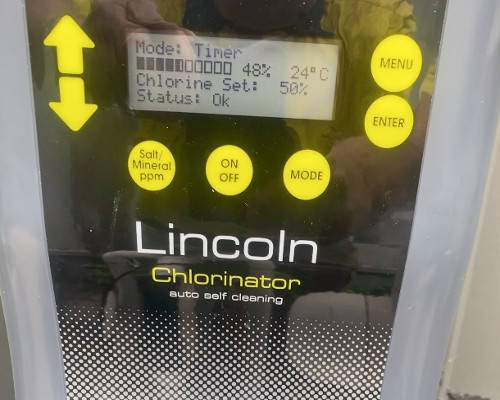 Mode: Timer
48% 24°C
Chlorine Set: 50%
Status: Ok
MENU
ENTER
Salt/
Mineral
ppm
ON
OFF
MODE
Lincoln
Chlorinator
auto self cleaning